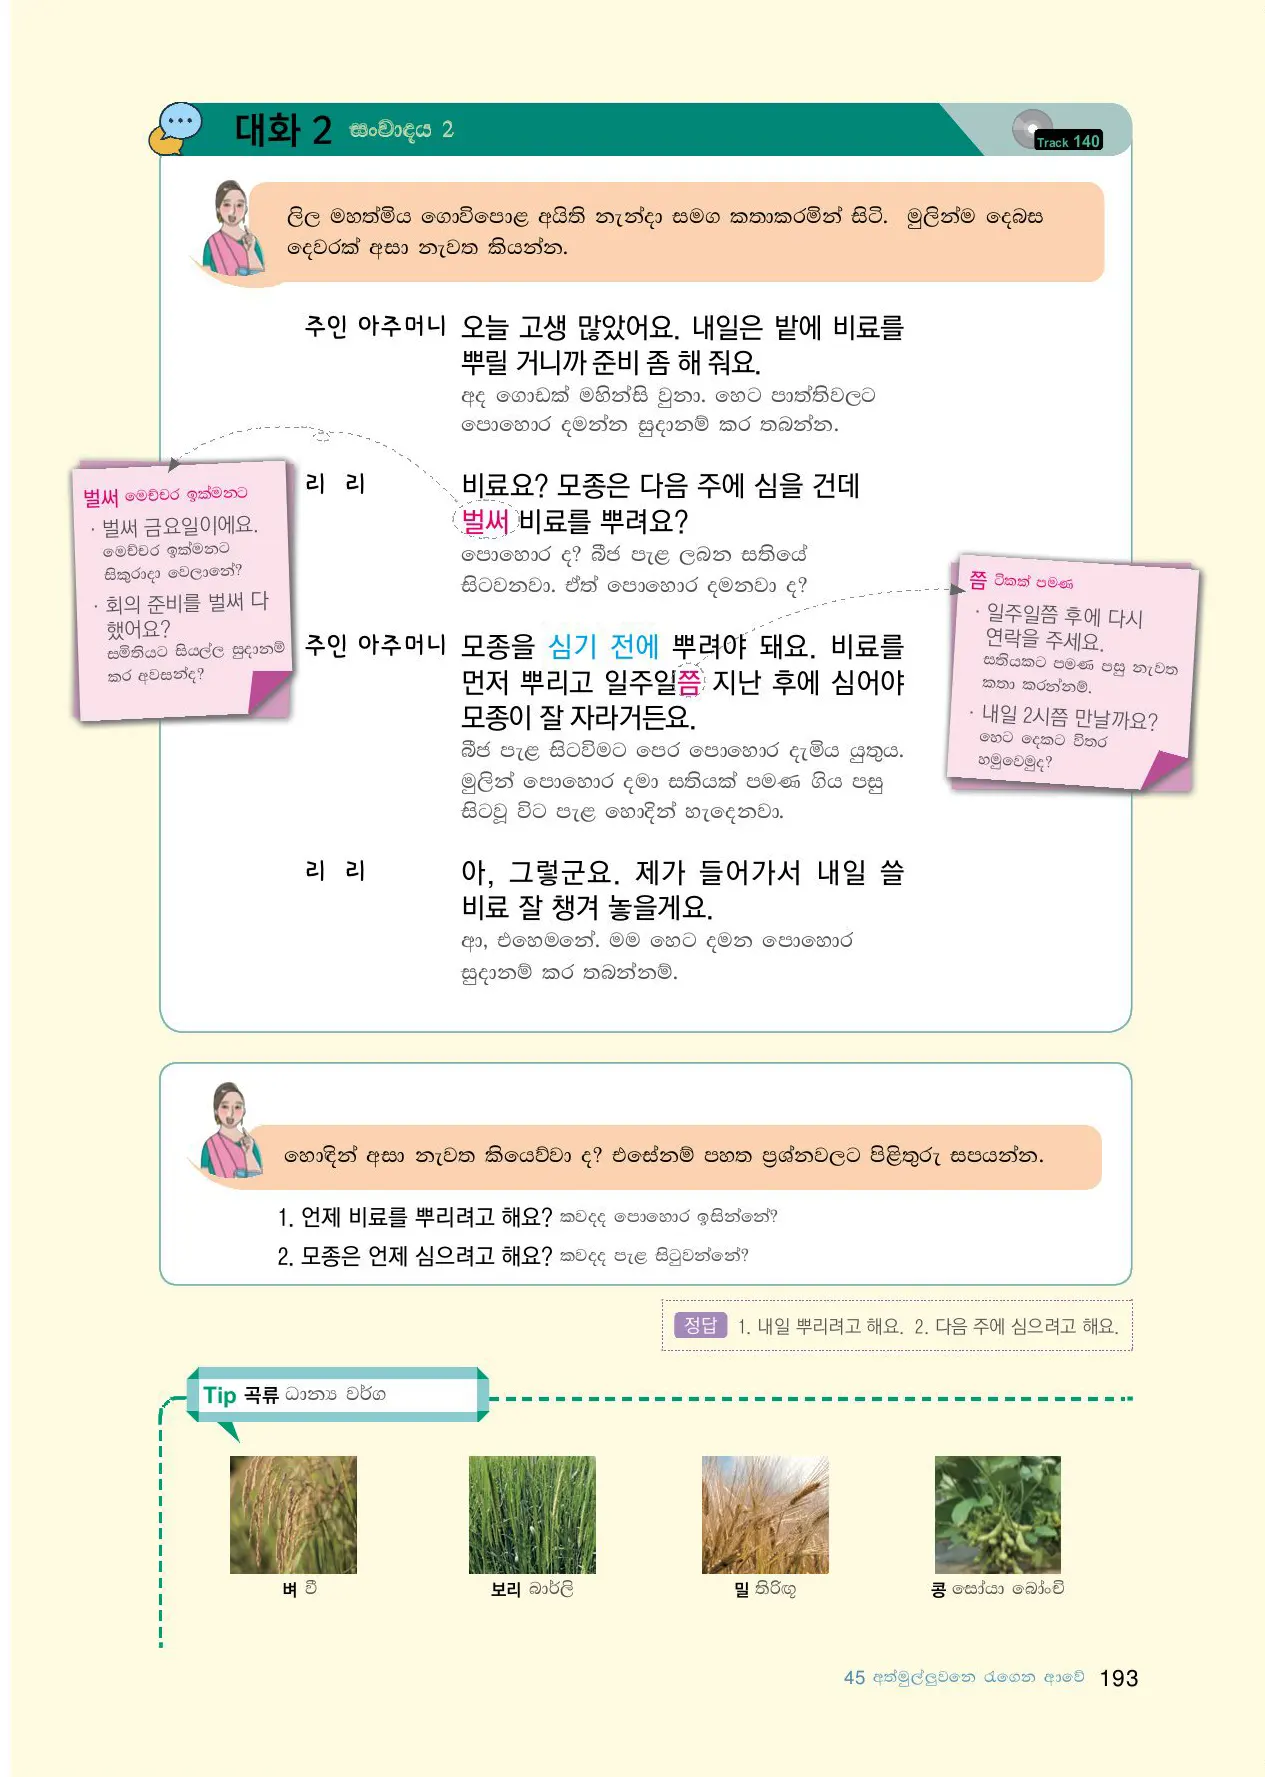 대화 2 සංවාදය 2
Track 140
ලිල මහත්මිය ගොවිපොළ අයිති නැන්දා සමග කතාකරමින් සිටි. මුලින්ම දෙබස
දෙවරක් අසා නැවත කියන්න.
주인 아주머니 오늘 고생 많았어요. 내일은 밭에 비료를
뿌릴 거니까 준비 좀 해 줘요.
අද ගොඩක් මහින්සි වුනා. හෙට පාත්තිවලට
පොහොර දමන්න සුදානම් කර තබන්න.
리 리 비료요? 모종은 다음 주에 심을 건데
벌써 비료를 뿌려요?
පොහොර ද? බීජ පැළ ලබන සතියේ
සිටවනවා. ඒත් පොහොර දමනවා ද?
벌써 මෙච්චර ඉක්මනට
· 벌써 금요일이에요.
මෙච්චර ඉක්මනට
සිකුරාදා වෙලානේ?
· 회의 준비를 벌써 다
했어요?
සමිතියට සියල්ල සුදානම්
කර අවසන්ද?
주인 아주머니 모종을 심기 전에 뿌려야 돼요. 비료를
먼저 뿌리고 일주일쯤 지난 후에 심어야
모종이 잘 자라거든요.
බීජ පැළ සිටවිමට පෙර පොහොර දැමිය යුතුය.
මුලින් පොහොර දමා සතියක් පමණ ගිය පසු
සිටවූ විට පැළ හොදින් හැදෙනවා.
쯤 ටිකක් පමණ
· 일주일쯤 후에 다시
연락을 주세요.
සතියකට පමණ පසු නැවත
කතා කරන්නම්.
· 내일 2시쯤 만날까요?
හෙට දෙකට විතර
හමුවෙමුද?
리 리 아, 그렇군요. 제가 들어가서 내일 쓸
비료 잘 챙겨 놓을게요.
ආ, එහෙමනේ. මම හෙට දමන පොහොර
සුදානම් කර තබන්නම්.
හොඳින් අසා නැවත කියෙව්වා ද? එසේනම් පහත ප්‍රශ්නවලට පිළිතුරු සපයන්න.
1. 언제 비료를 뿌리려고 해요? කවදද පොහොර ඉසින්නේ?
2. 모종은 언제 심으려고 해요? කවදද පැළ සිටුවන්නේ?
정답 1. 내일 뿌리려고 해요. 2. 다음 주에 심으려고 해요.
Tip 곡류 ධාන්‍ය වර්ග
벼 වී
보리 බාර්ලි
밀 තිරිඟු
콩 සෝයා බෝංචි
45 අත්මුල්ලුවනෙ රැගෙන ආවේ 193